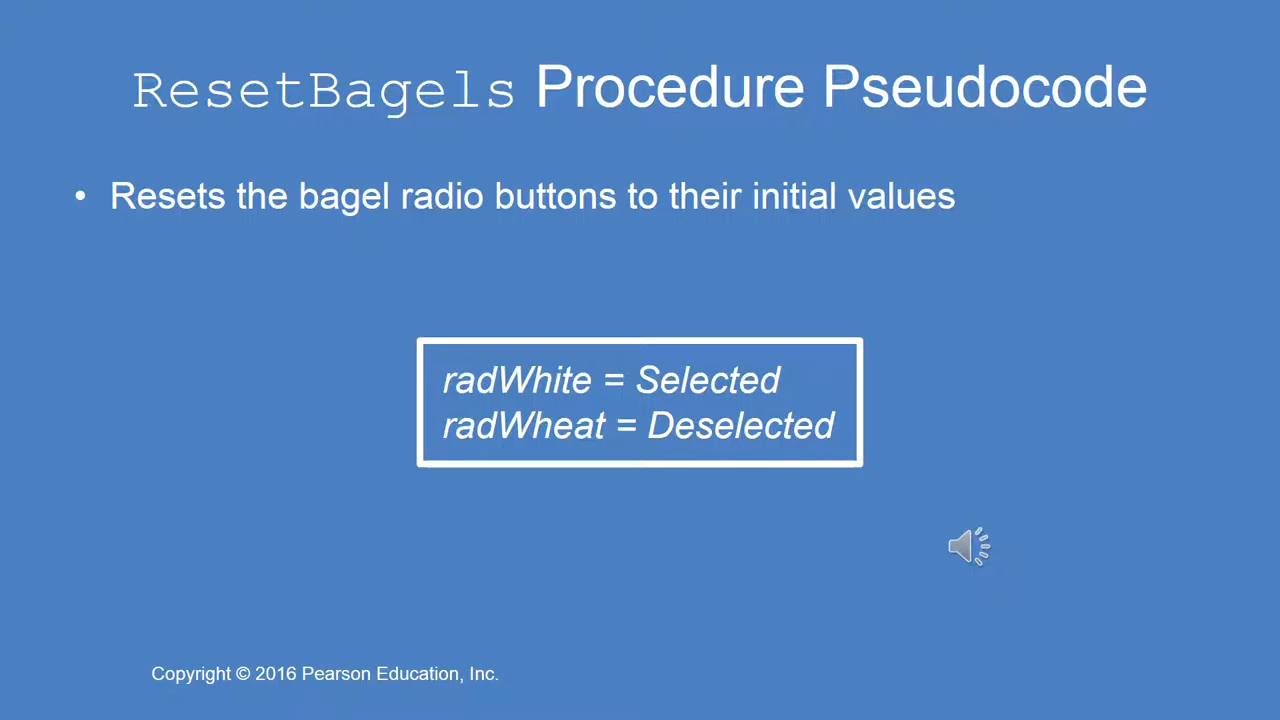 ResetBagels Procedure Pseudocode
• Resets the bagel radio buttons to their initial values
radWhite = Selected
radWheat = Deselected
Copyright © 2016 Pearson Education, Inc.